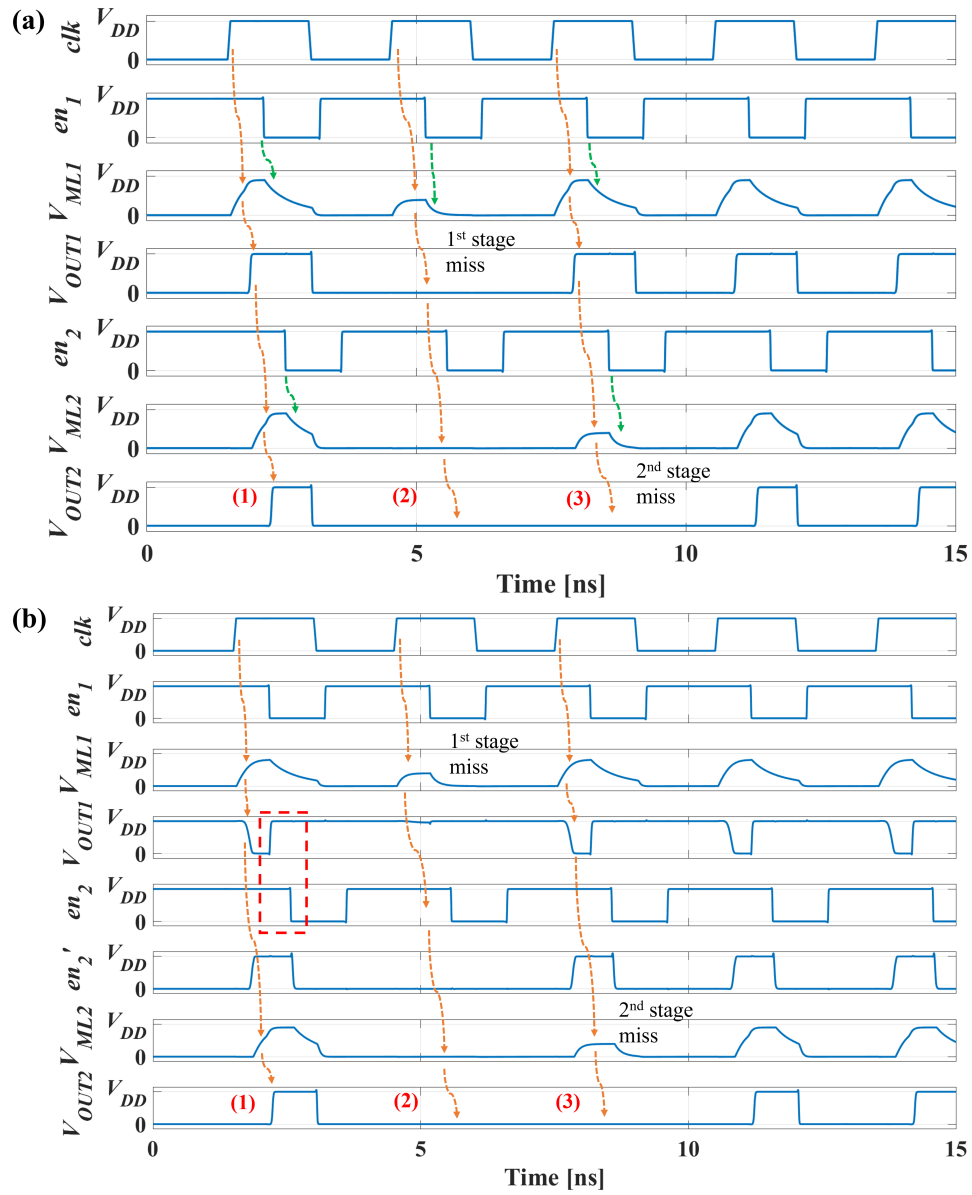 (a)
clk V_DD 0
en_1 V_DD 0
V_ML1 V_DD 0
1st stage
miss
V_OUT1 V_DD 0
en_2 V_DD 0
V_ML2 V_DD 0
2nd stage
miss
V_OUT2 V_DD 0
(1) (2) (3)
0 5 10 15
Time [ns]
(b)
clk V_DD 0
en_1 V_DD 0
1st stage
miss
V_ML1 V_DD 0
V_OUT1 V_DD 0
en_2 V_DD 0
en_2' V_DD 0
2nd stage
miss
V_ML2 V_DD 0
V_OUT2 V_DD 0
(1) (2) (3)
0 5 10 15
Time [ns]